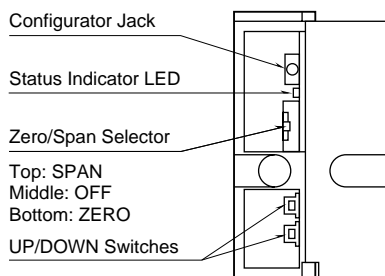 Configurator Jack
Status Indicator LED
Zero/Span Selector
Top: SPAN
Middle: OFF
Bottom: ZERO
UP/DOWN Switches